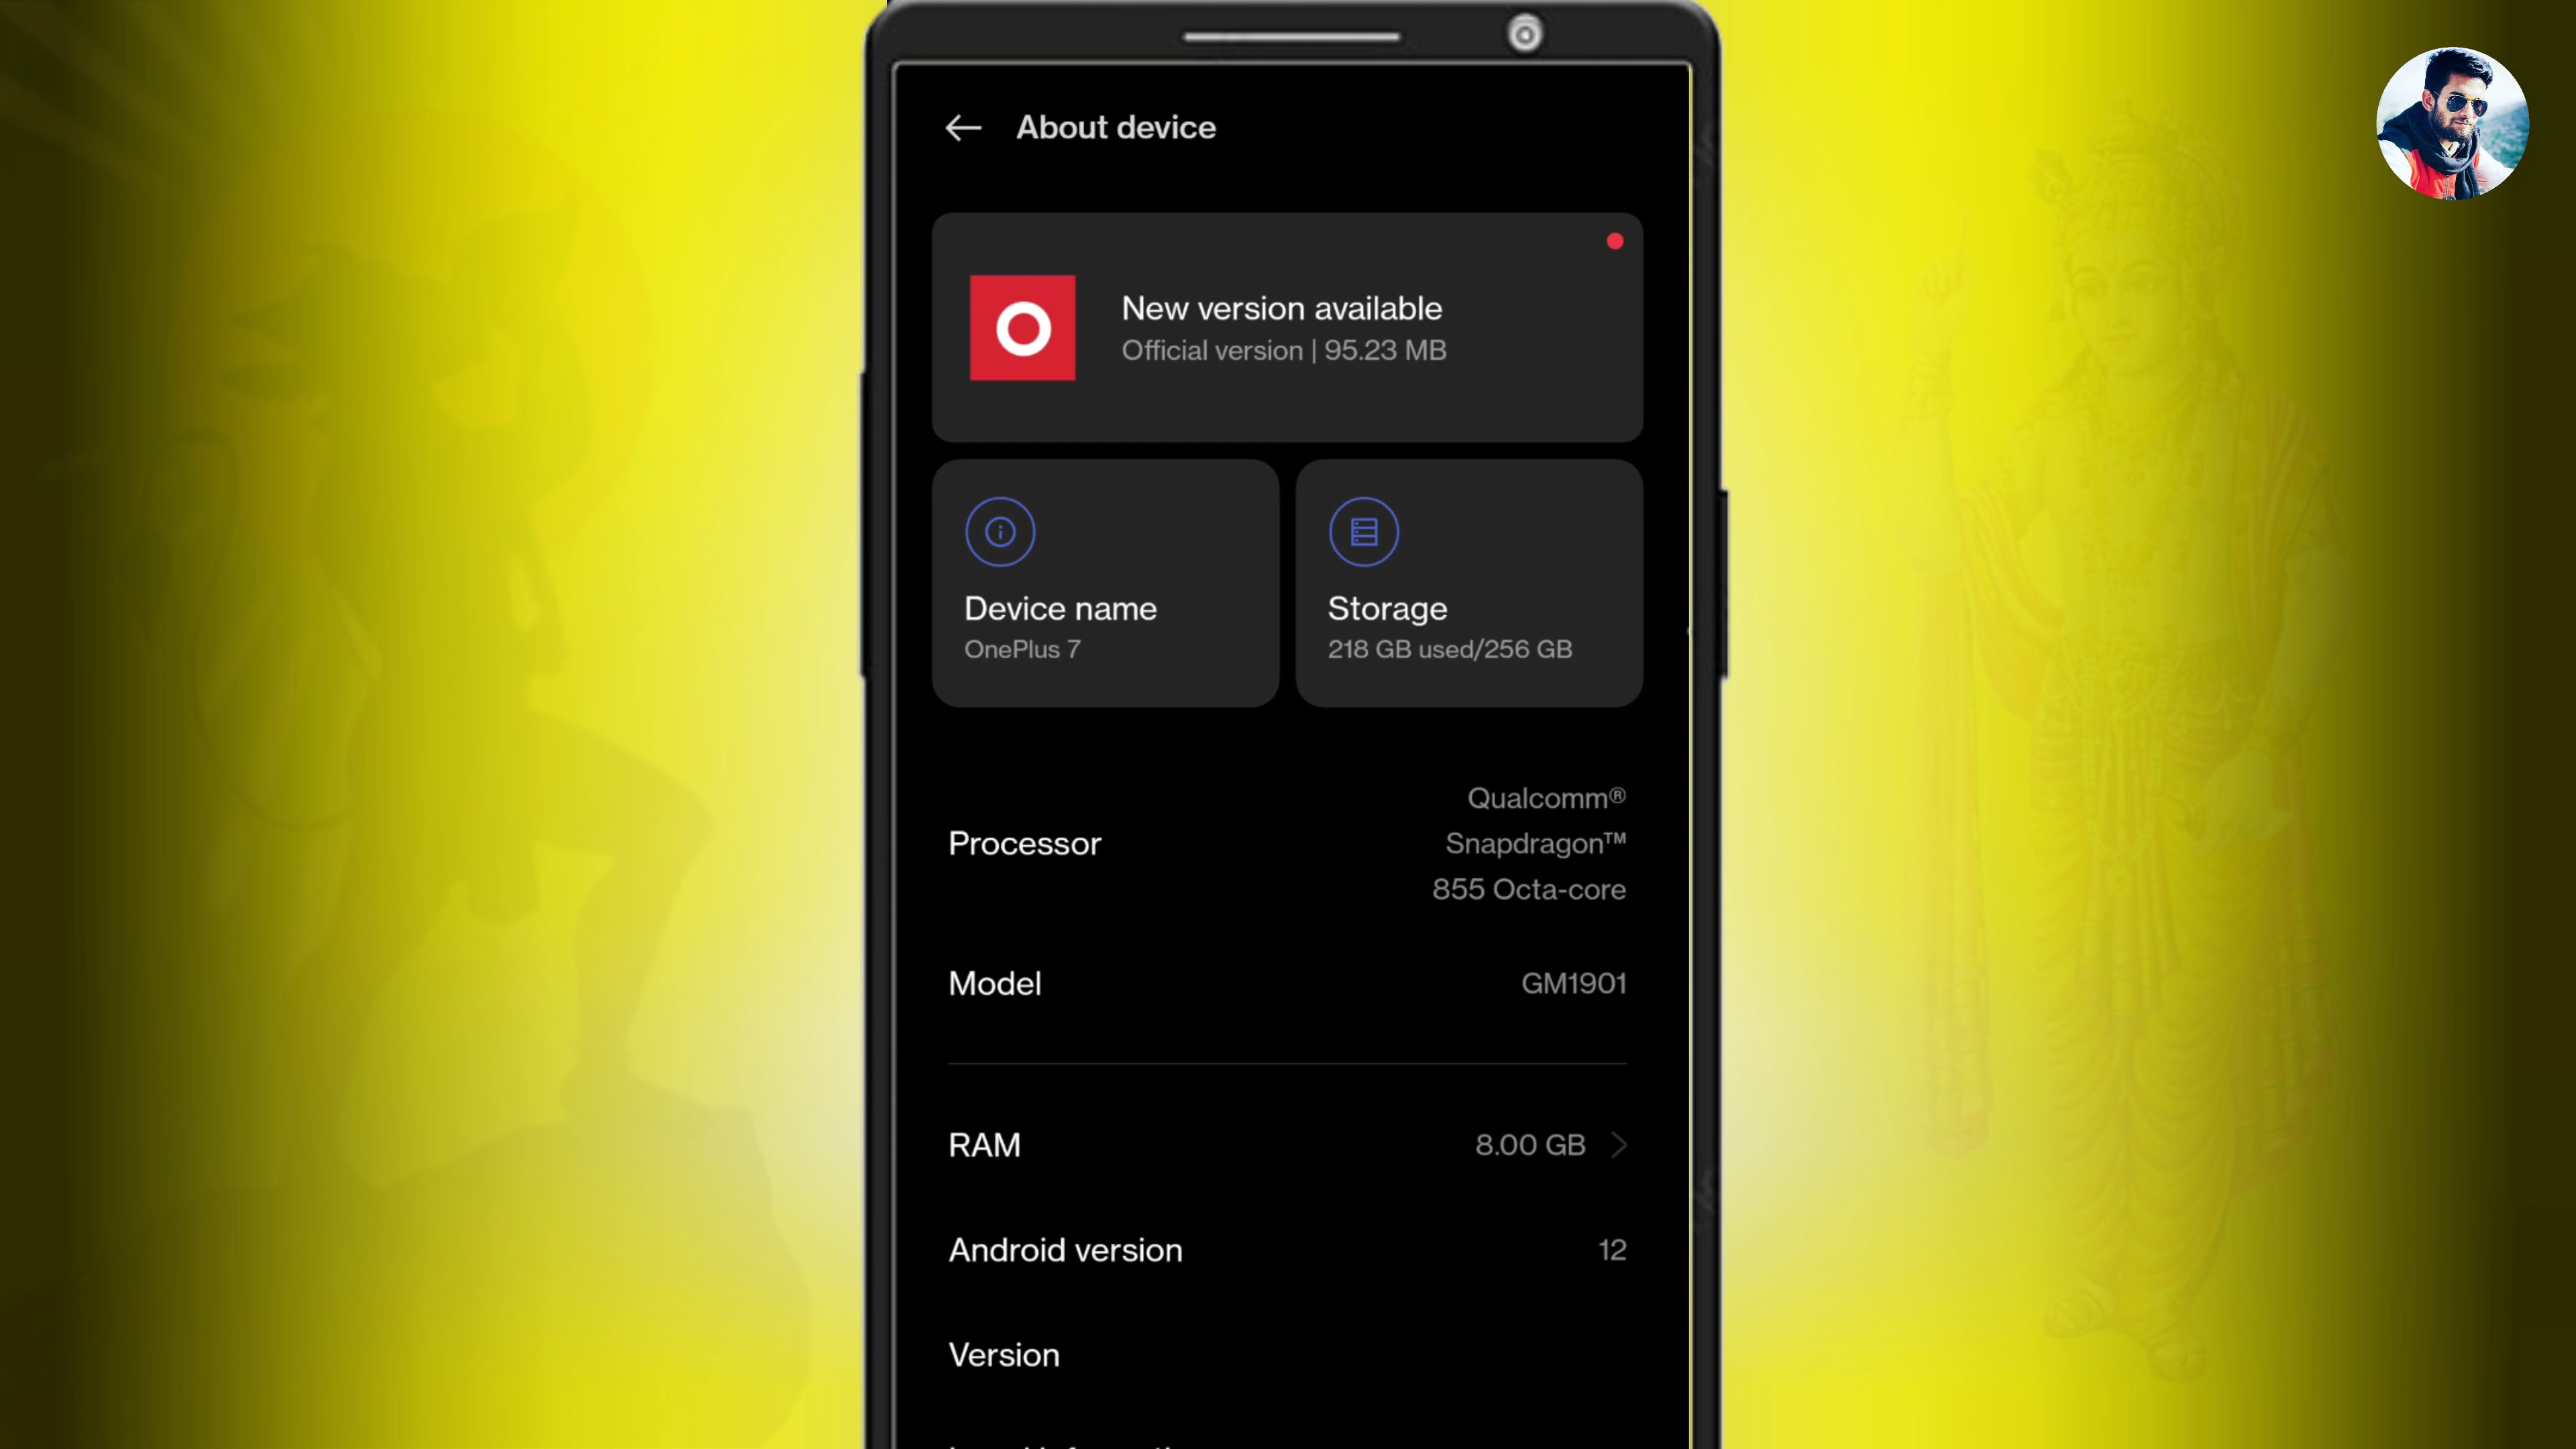 About device
New version available
Official version | 95.23 MB
Device name
OnePlus 7
Storage
218 GB used/256 GB
Processor
Qualcomm®
Snapdragon™
855 Octa-core
Model
GM1901
RAM
8.00 GB
Android version
12
Version